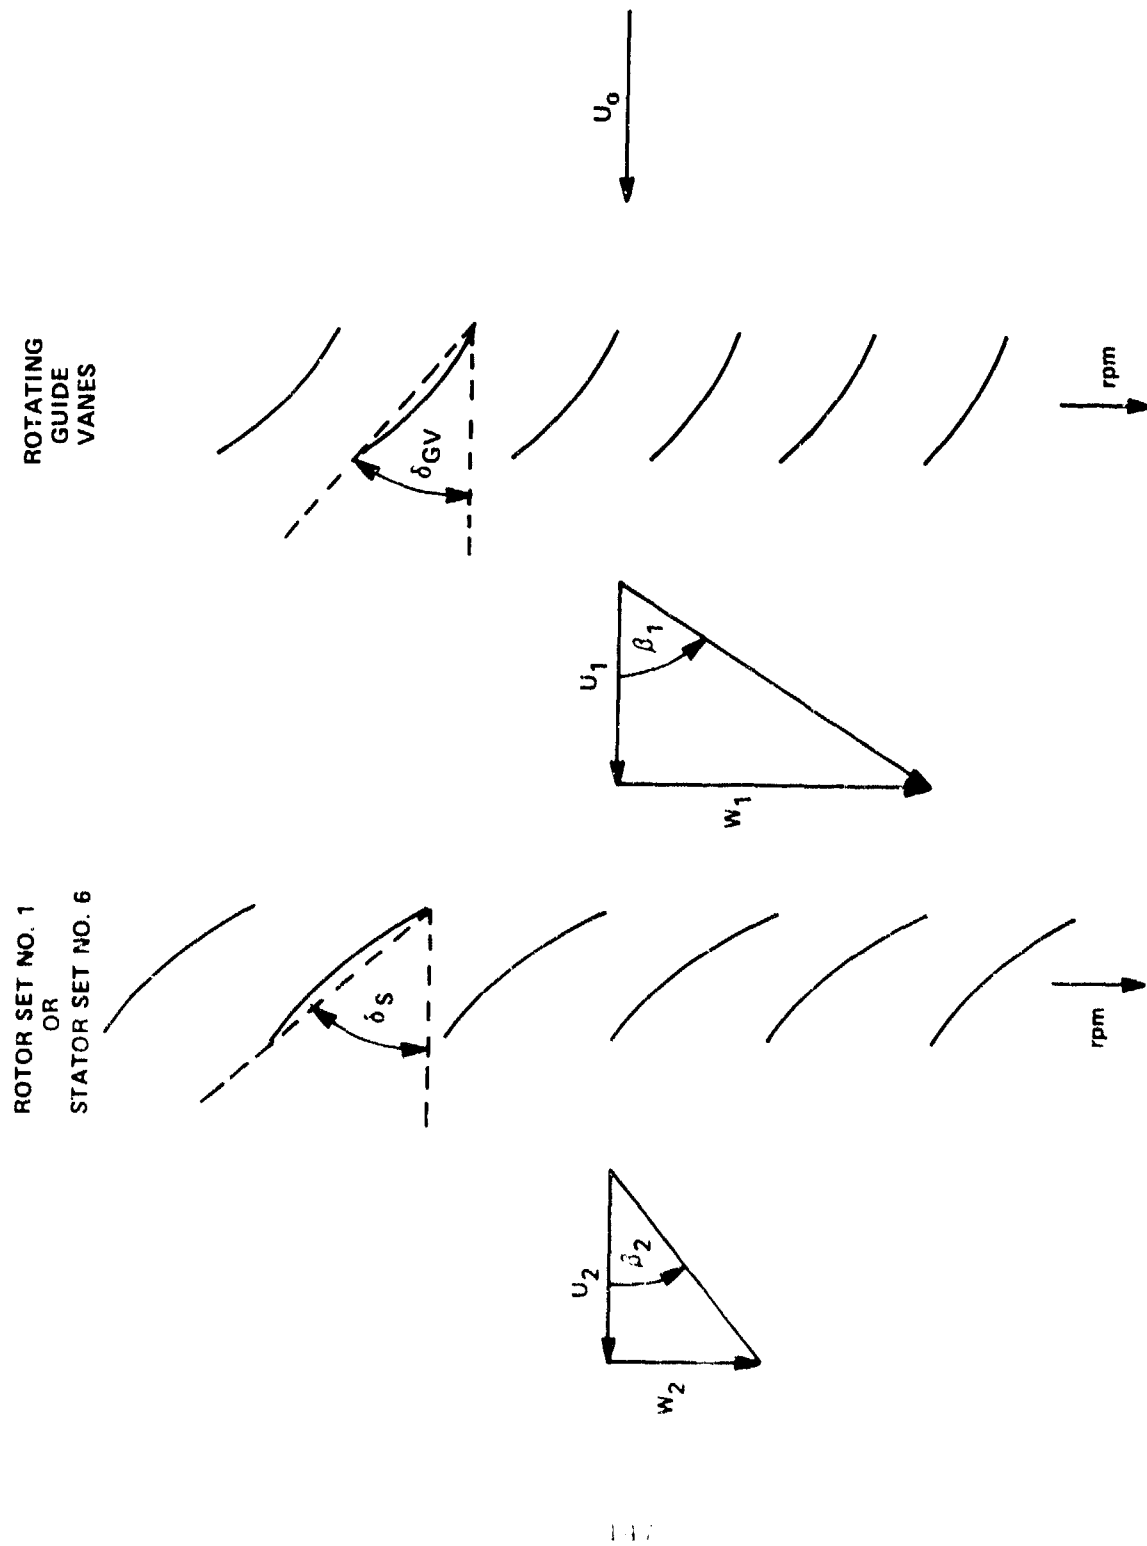 ROTATING
GUIDE
VANES
U₀
δGV
rpm
U₁
β₁
W₁
ROTOR SET NO. 1
OR
STATOR SET NO. 6
δS
rpm
U₂
β₂
W₂